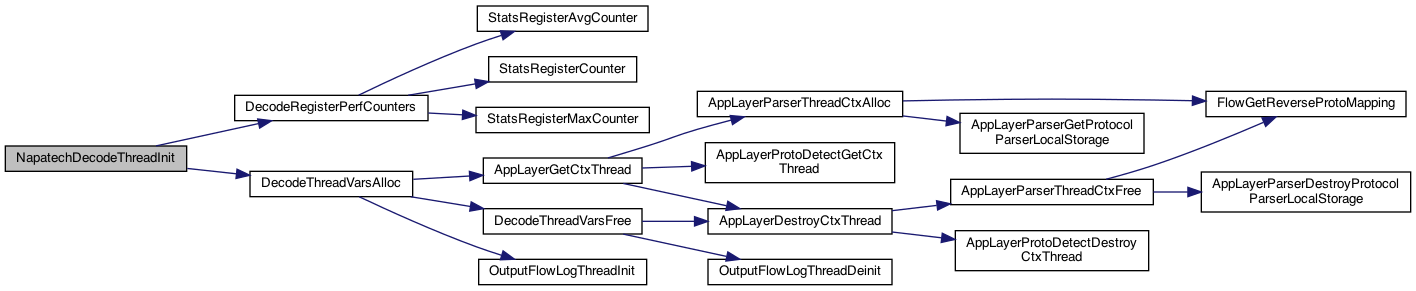 StatsRegisterAvgCounter
StatsRegisterCounter
DecodeRegisterPerfCounters
StatsRegisterMaxCounter
NapatechDecodeThreadInit
DecodeThreadVarsAlloc
AppLayerGetCtxThread
DecodeThreadVarsFree
OutputFlowLogThreadInit
AppLayerParserThreadCtxAlloc
AppLayerProtoDetectGetCtx
Thread
AppLayerDestroyCtxThread
OutputFlowLogThreadDeinit
FlowGetReverseProtoMapping
AppLayerParserGetProtocol
ParserLocalStorage
AppLayerParserThreadCtxFree
AppLayerProtoDetectDestroy
CtxThread
AppLayerParserDestroyProtocol
ParserLocalStorage